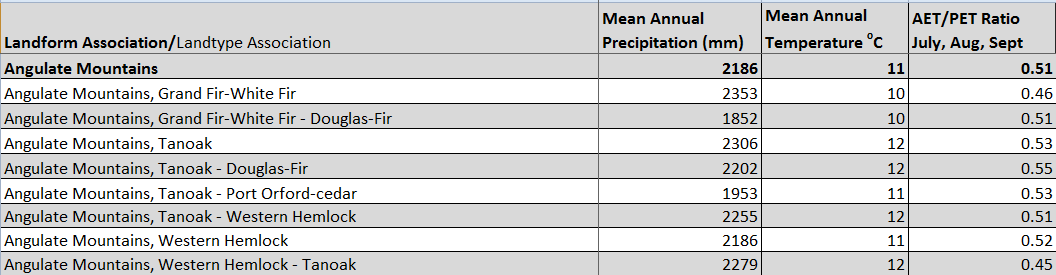 Landform Association/Landtype Association Mean Annual Precipitation (mm) Mean Annual Temperature ⁰C AET/PET Ratio July, Aug, Sept
Angulate Mountains 2186 11 0.51
Angulate Mountains, Grand Fir-White Fir 2353 10 0.46
Angulate Mountains, Grand Fir-White Fir - Douglas-Fir 1852 10 0.51
Angulate Mountains, Tanoak 2306 12 0.53
Angulate Mountains, Tanoak - Douglas-Fir 2202 12 0.55
Angulate Mountains, Tanoak - Port Orford-cedar 1953 11 0.53
Angulate Mountains, Tanoak - Western Hemlock 2255 12 0.51
Angulate Mountains, Western Hemlock 2186 11 0.52
Angulate Mountains, Western Hemlock - Tanoak 2279 12 0.45